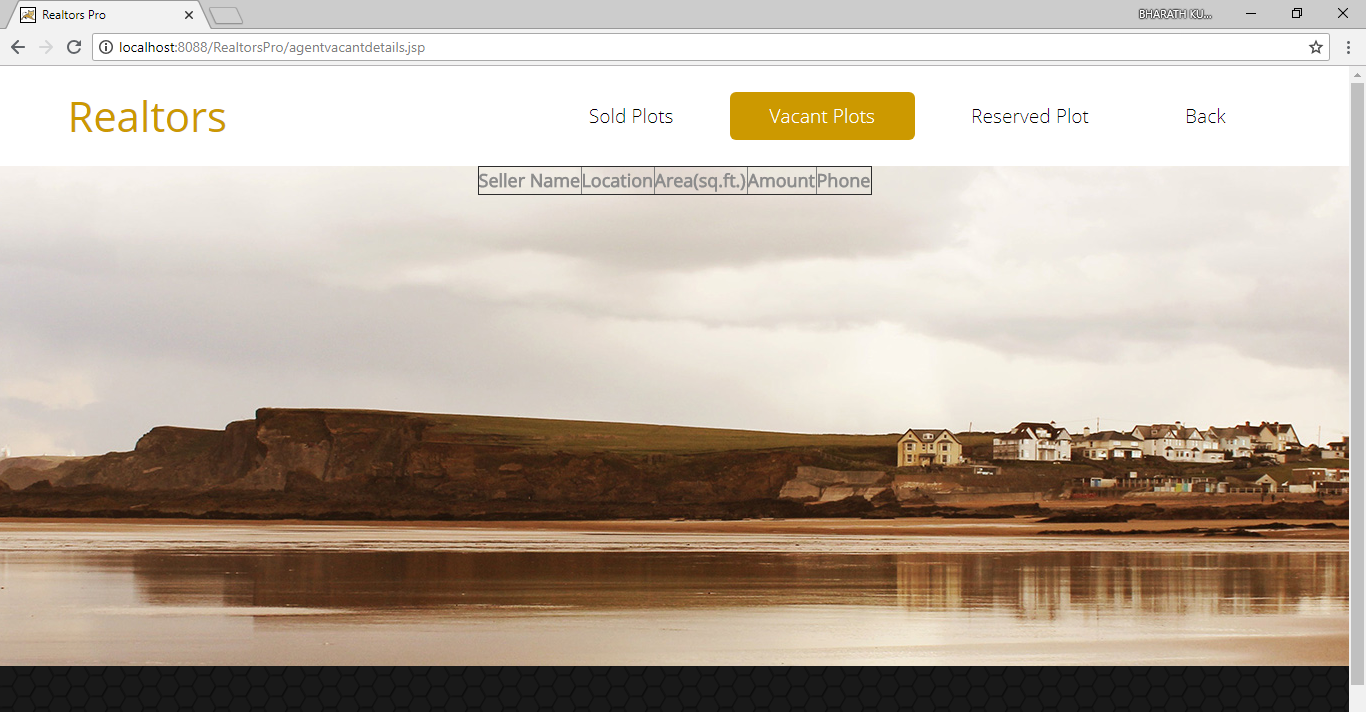 Realtors Pro
BHARATH KU...
localhost:8088/RealtorsPro/agentvacantdetails.jsp
Realtors
Sold Plots
Vacant Plots
Reserved Plot
Back
Seller Name Location Area(sq.ft.) Amount Phone